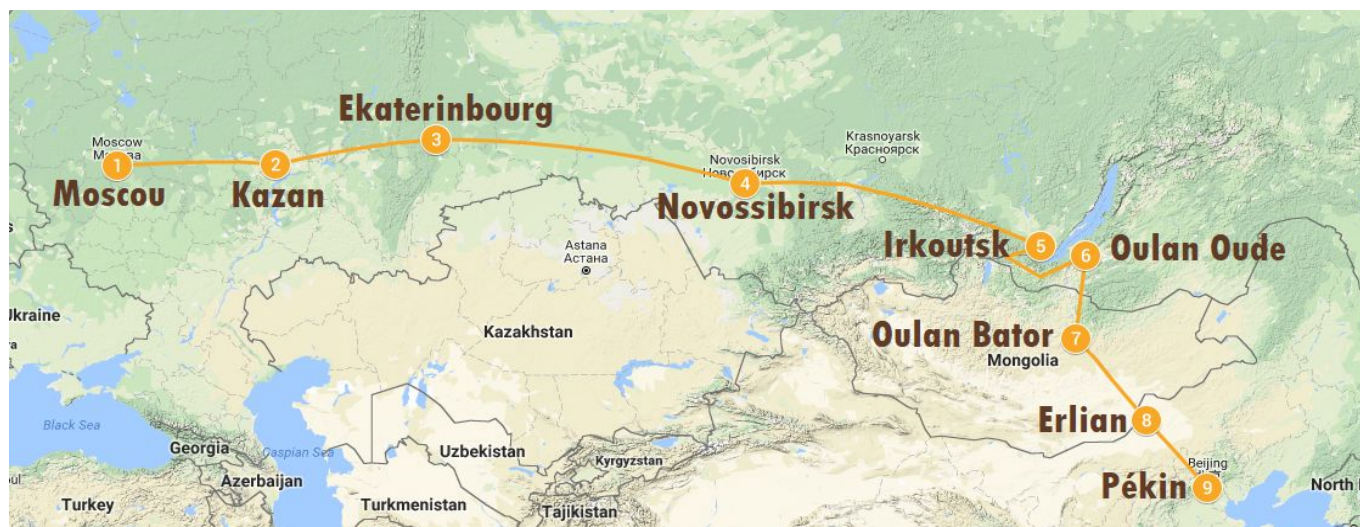 Ekaterinbourg
3
Moscow
Москва
1
Moscou
2
Kazan
Novosibirsk
4
Novossibirsk
Krasnoyarsk
Красноярск
Irkoutsk
5
6
Oulan Oude
Astana
Астана
Ukraine
Kazakhstan
Oulan Bator
7
Mongolia
Erlian
8
Black Sea
Georgia
Caspian Sea
Azerbaijan
Uzbekistan
Kyrgyzstan
Beijing
Pékin
9
Turkey
Turkmenistan
Tajikistan
North